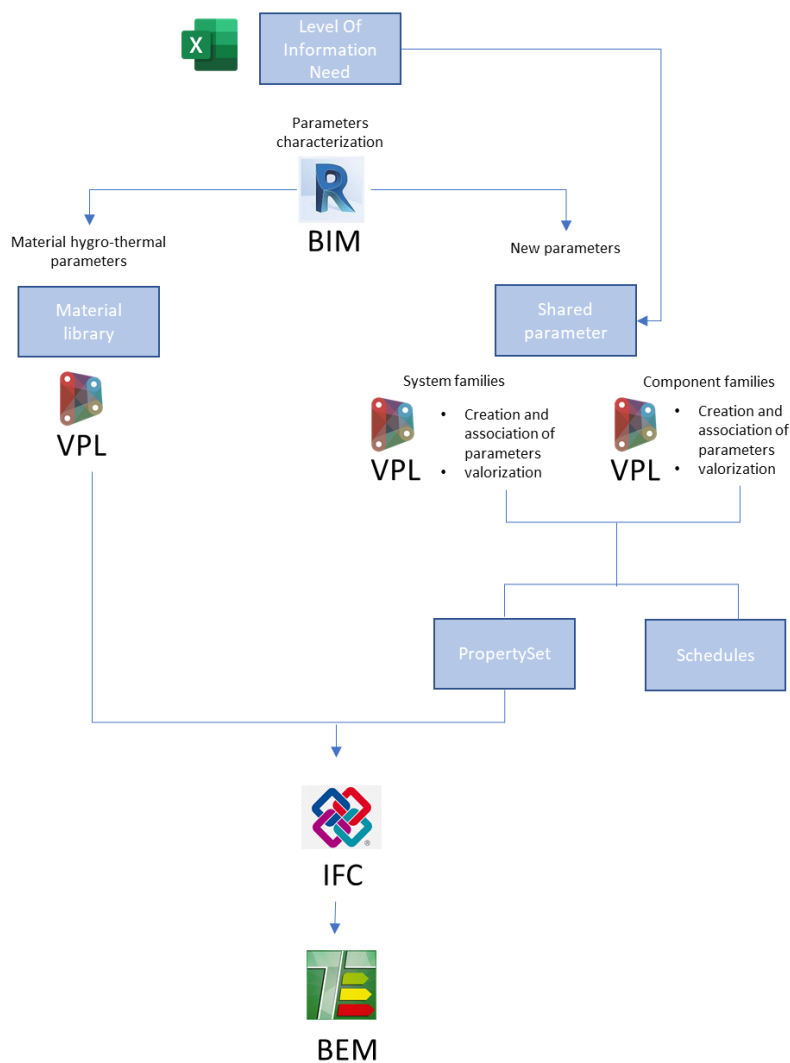 Level Of
Information
Need
X
Parameters
characterization
R
BIM
Material hygro-thermal
parameters
New parameters
Material
library
Shared
parameter
VPL
System families
• Creation and
association of
parameters
• valorization
VPL
Component families
• Creation and
association of
parameters
• valorization
VPL
PropertySet
Schedules
®
IFC
TE
BEM